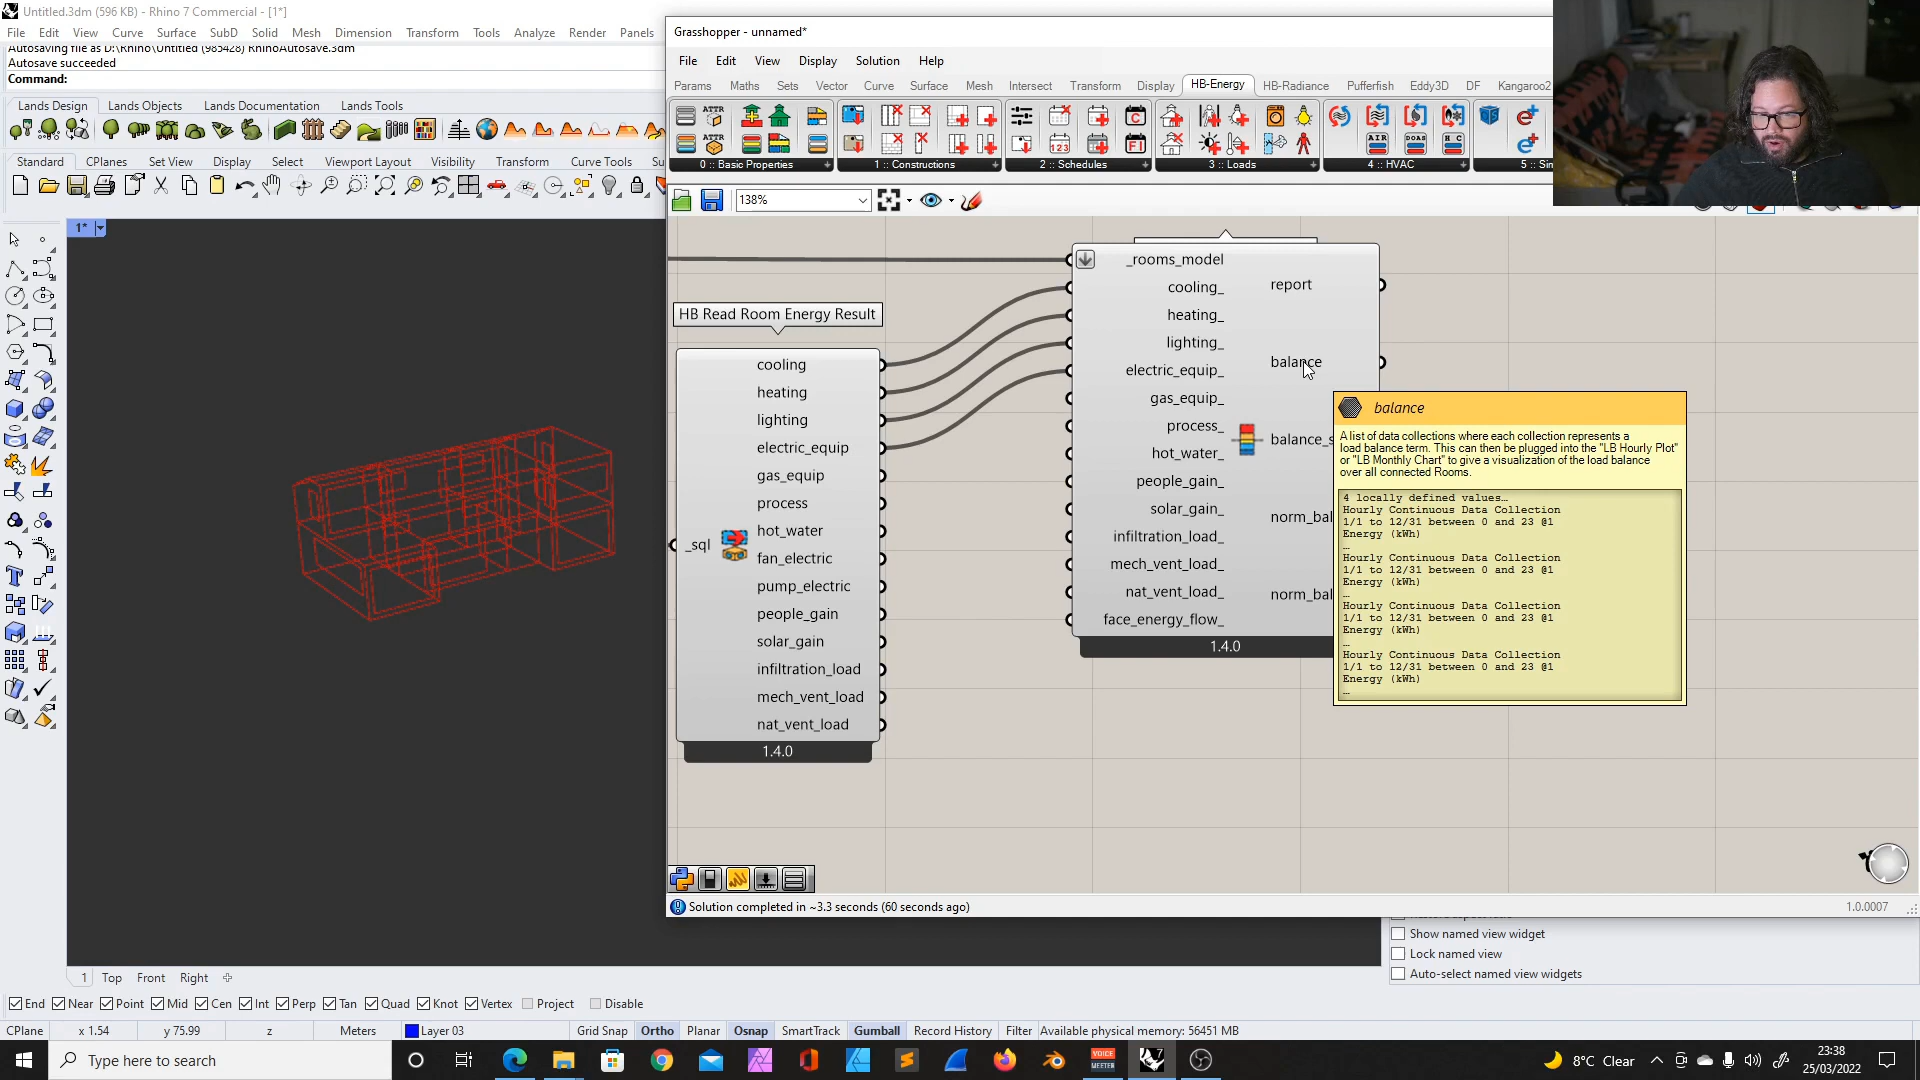 Untitled.3dm (596 KB) - Rhino 7 Commercial - [1*]
File Edit View Curve Surface SubD Solid Mesh Dimension Transform Tools Analyze Render Panels
Autosaving file as D:\Rhino\Untitled (985428) RhinoAutosave.3dm
Autosave succeeded
Command:
Lands Design Lands Objects Lands Documentation Lands Tools
Standard CPlanes Set View Display Select Viewport Layout Visibility Transform Curve Tools Su
1*
Grasshopper - unnamed*
File Edit View Display Solution Help
Params Maths Sets Vector Curve Surface Mesh Intersect Transform Display HB-Energy HB-Radiance Pufferfish Eddy3D DF Kangaroo2
0 :: Basic Properties 1 :: Constructions 2 :: Schedules 3 :: Loads 4 :: HVAC 5 :: Sin
138%
HB Read Room Energy Result
_sql
cooling
heating
lighting
electric_equip
gas_equip
process
hot_water
fan_electric
pump_electric
people_gain
solar_gain
infiltration_load
mech_vent_load
nat_vent_load
1.4.0
_rooms_model
cooling_
heating_
lighting_
electric_equip_
gas_equip_
process_
hot_water_
people_gain_
solar_gain_
infiltration_load_
mech_vent_load_
nat_vent_load_
face_energy_flow_
report
balance
balance_s
norm_bal
norm_bal
1.4.0
balance
A list of data collections where each collection represents a
load balance term. This can then be plugged into the "LB Hourly Plot"
or "LB Monthly Chart" to give a visualization of the load balance
over all connected Rooms.
4 locally defined values…
Hourly Continuous Data Collection
1/1 to 12/31 between 0 and 23 @1
Energy (kWh)
…
Hourly Continuous Data Collection
1/1 to 12/31 between 0 and 23 @1
Energy (kWh)
…
Hourly Continuous Data Collection
1/1 to 12/31 between 0 and 23 @1
Energy (kWh)
…
Hourly Continuous Data Collection
1/1 to 12/31 between 0 and 23 @1
Energy (kWh)
…
Solution completed in ~3.3 seconds (60 seconds ago)
1.0.0007
Show named view widget
Lock named view
Auto-select named view widgets
1 Top Front Right
End Near Point Mid Cen Int Perp Tan Quad Knot Vertex Project Disable
CPlane x 1.54 y 75.99 z Meters Layer 03 Grid Snap Ortho Planar Osnap SmartTrack Gumball Record History Filter Available physical memory: 56451 MB
Type here to search
8°C Clear
23:38
25/03/2022